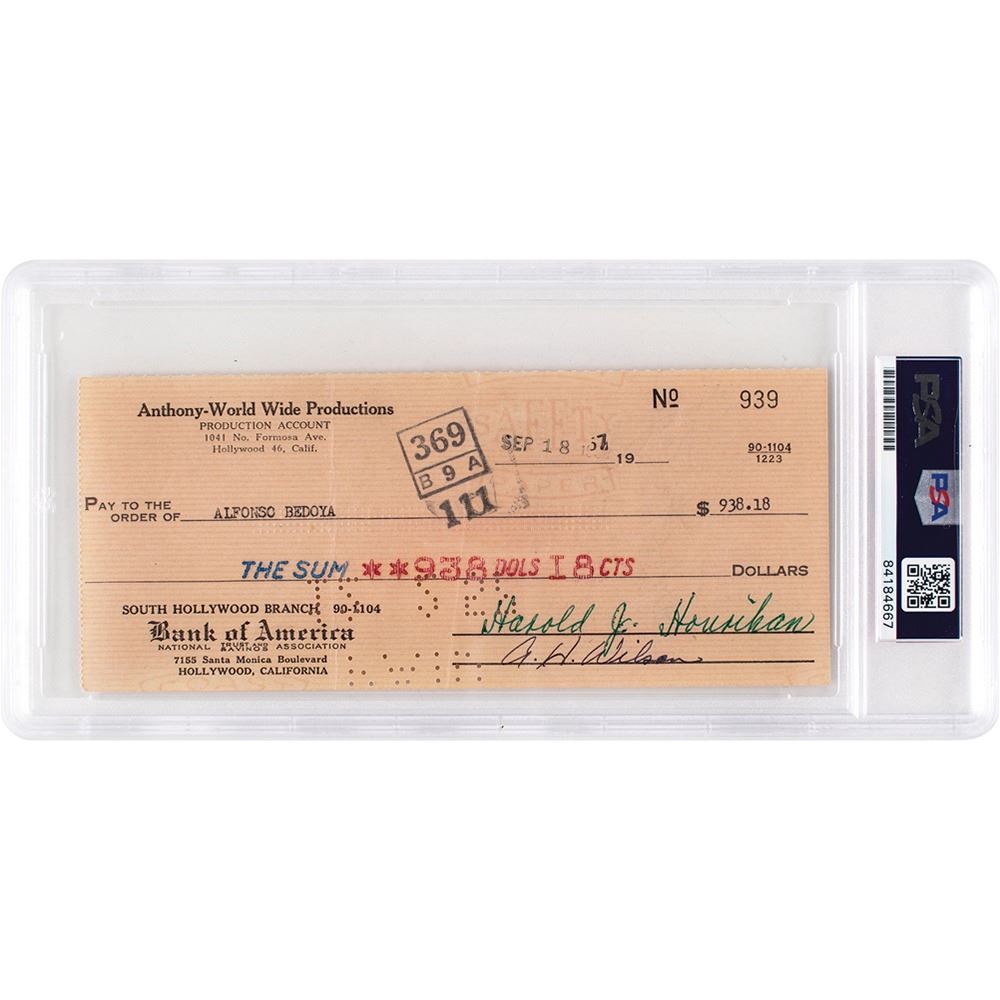 Anthony-World Wide Productions
PRODUCTION ACCOUNT
1041 No. Formosa Ave.
Hollywood 46, Calif.
369
B 9 A
111
SAFETY
PAPER
Nº 939
SEP 18 '57
19
90-1104
1223
PAY TO THE
ORDER OF ALFONSO BEDOYA $ 938.18
THE SUM **938 DOLS 18 CTS DOLLARS
SOUTH HOLLYWOOD BRANCH 90-1104
Bank of America
NATIONAL TRUST AND SAVINGS ASSOCIATION
7155 Santa Monica Boulevard
HOLLYWOOD, CALIFORNIA
Harold J. Hourihan
A. H. Wilson
PSA
PSA
84184667